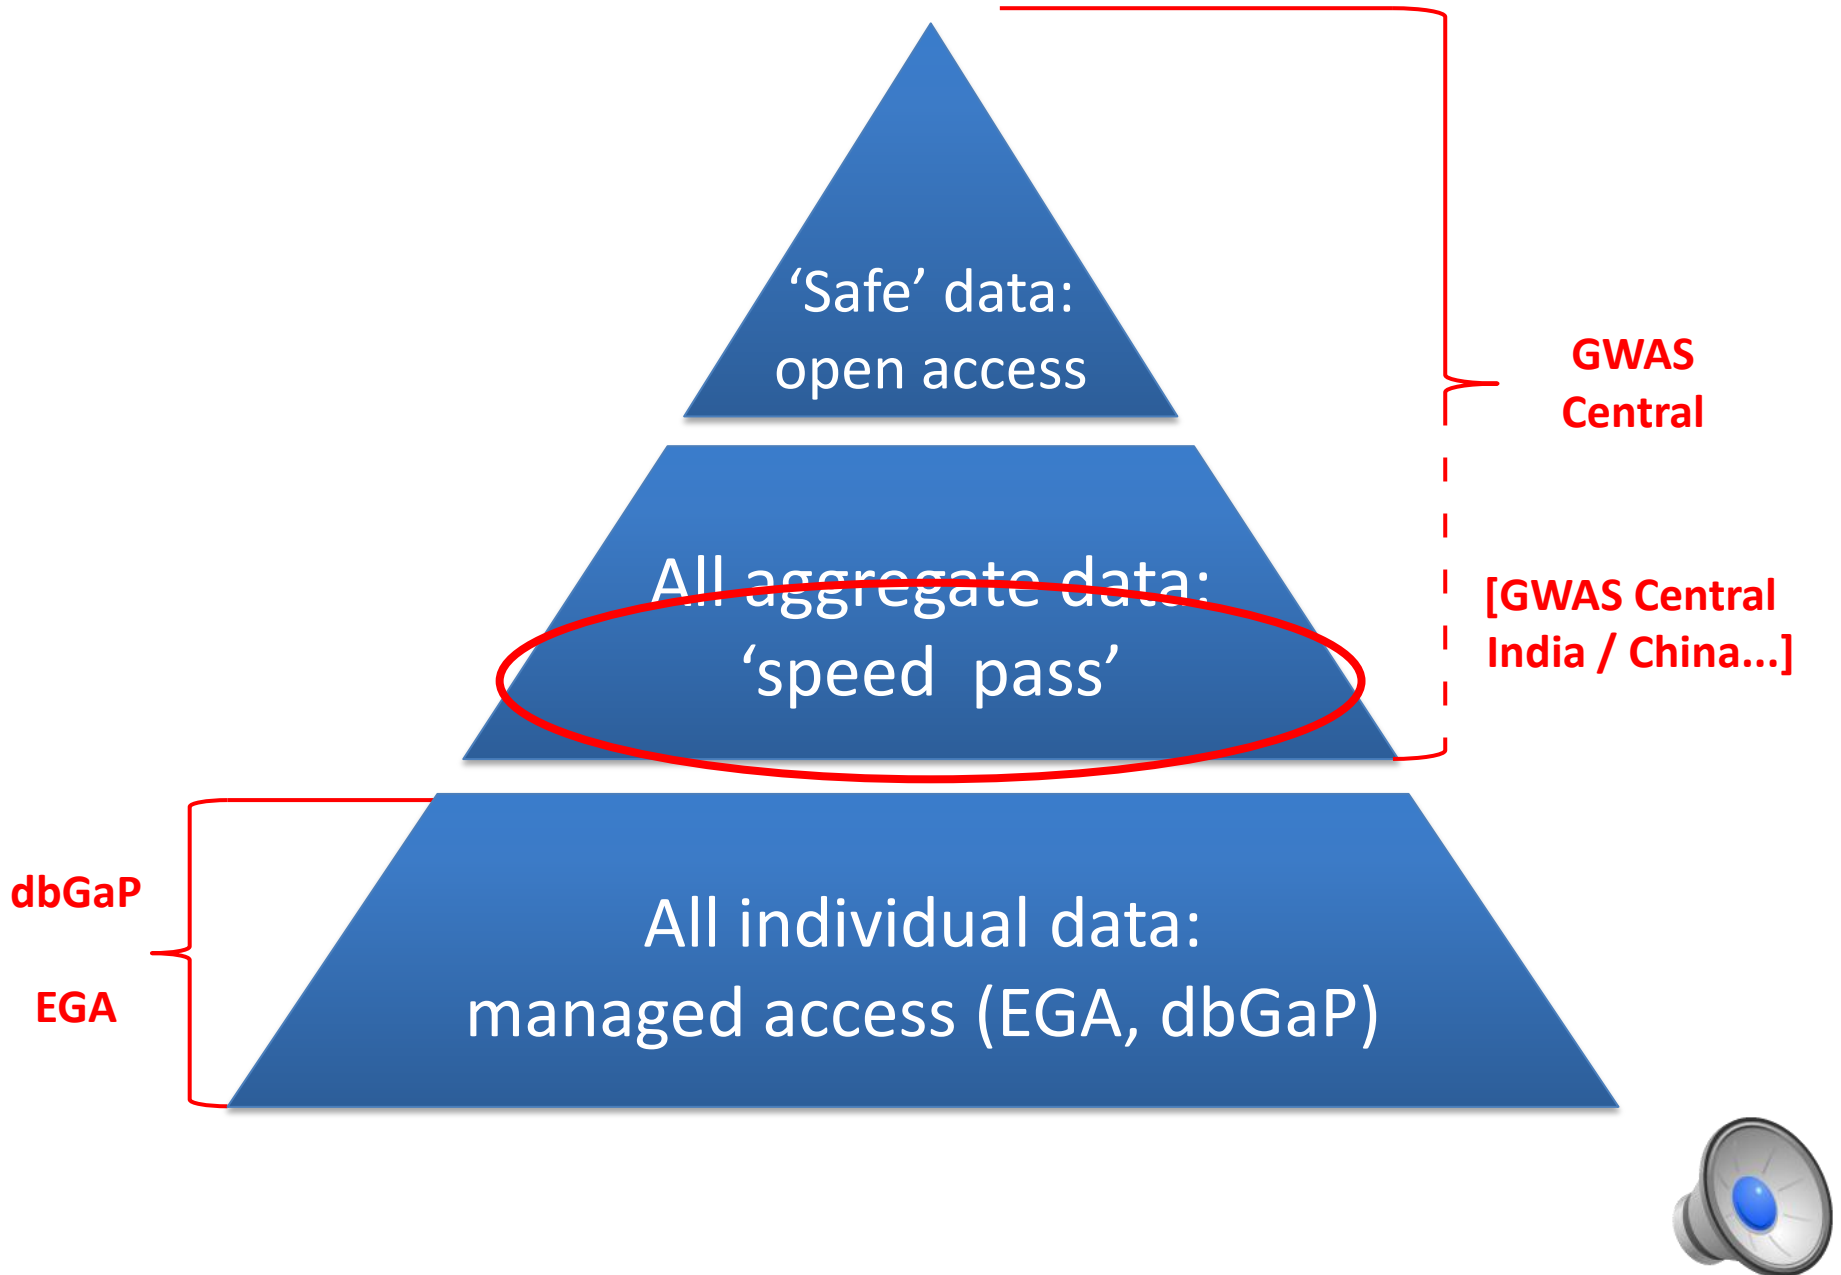 ‘Safe’ data:
open access
GWAS
Central
All aggregate data:
‘speed  pass’
[GWAS Central
India / China...]
dbGaP
EGA
All individual data:
managed access (EGA, dbGaP)